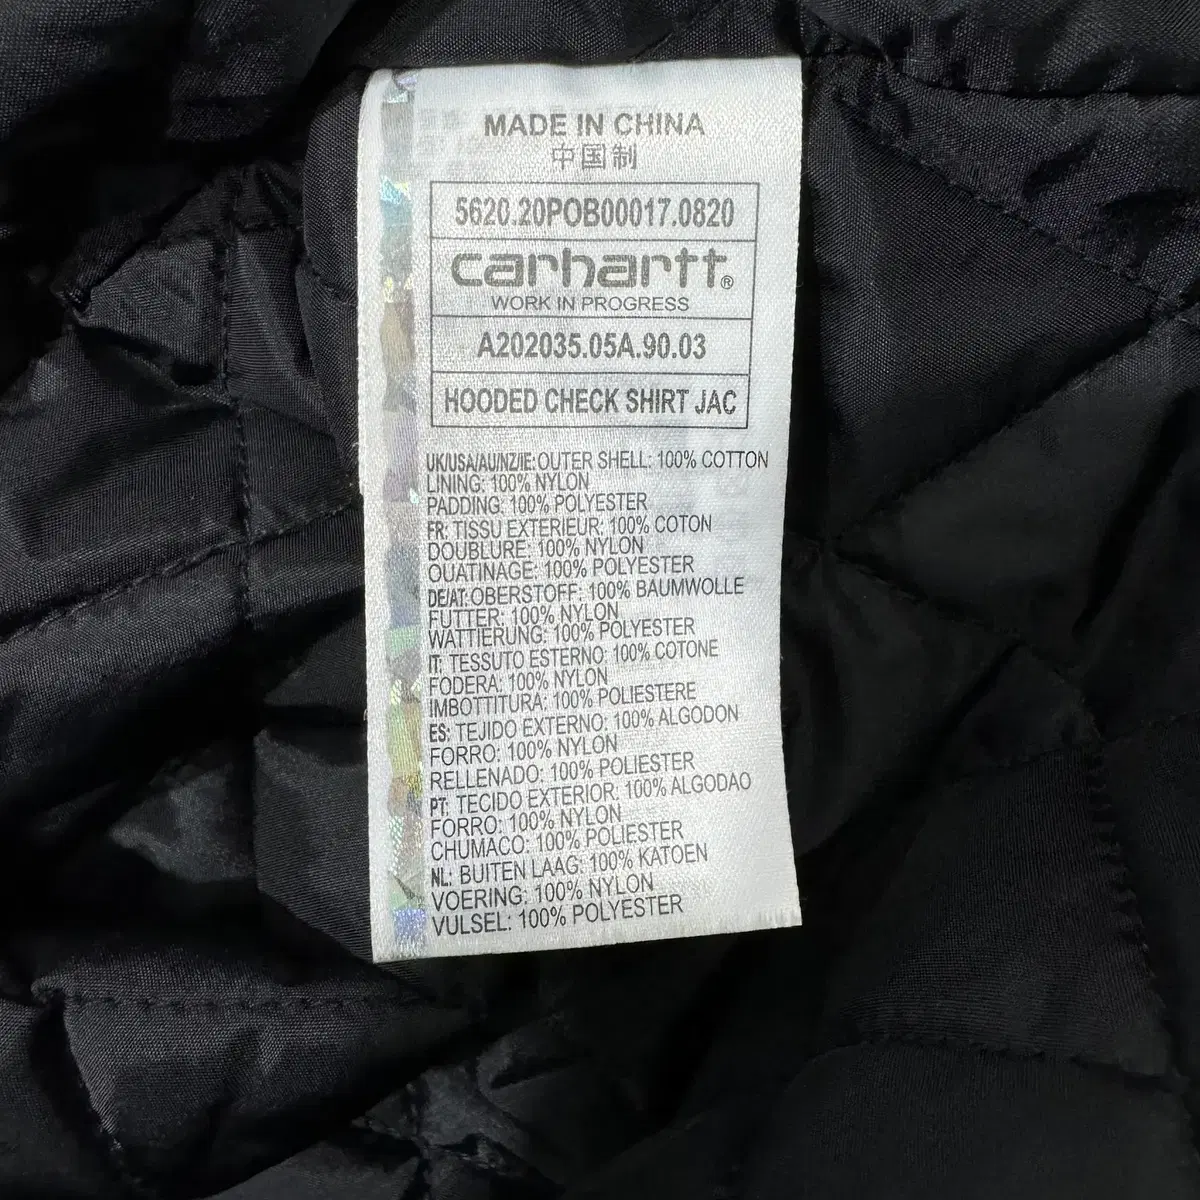 MADE IN CHINA
中国制
5620.20POB00017.0820
carhartt®
WORK IN PROGRESS
A202035.05A.90.03
HOODED CHECK SHIRT JAC
UK/USA/AU/NZ/IE: OUTER SHELL: 100% COTTON
LINING: 100% NYLON
PADDING: 100% POLYESTER
FR: TISSU EXTERIEUR: 100% COTON
DOUBLURE: 100% NYLON
OUATINAGE: 100% POLYESTER
DE/AT: OBERSTOFF: 100% BAUMWOLLE
FUTTER: 100% NYLON
WATTIERUNG: 100% POLYESTER
IT: TESSUTO ESTERNO: 100% COTONE
FODERA: 100% NYLON
IMBOTTITURA: 100% POLIESTERE
ES: TEJIDO EXTERNO: 100% ALGODON
FORRO: 100% NYLON
RELLENADO: 100% POLIESTER
PT: TECIDO EXTERIOR: 100% ALGODAO
FORRO: 100% NYLON
CHUMACO: 100% POLIESTER
NL: BUITEN LAAG: 100% KATOEN
VOERING: 100% NYLON
VULSEL: 100% POLYESTER